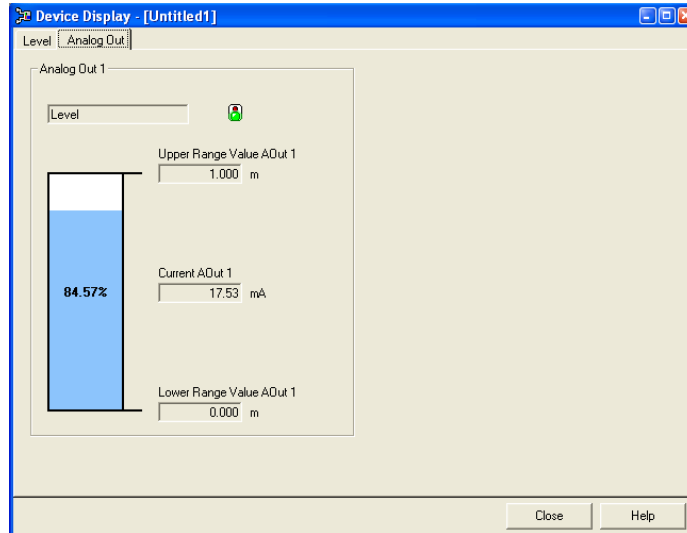 Device Display - [Untitled1]
Level Analog Out
Analog Out 1
Level
Upper Range Value AOut 1
1.000 m
Current AOut 1
84.57% 17.53 mA
Lower Range Value AOut 1
0.000 m
Close Help